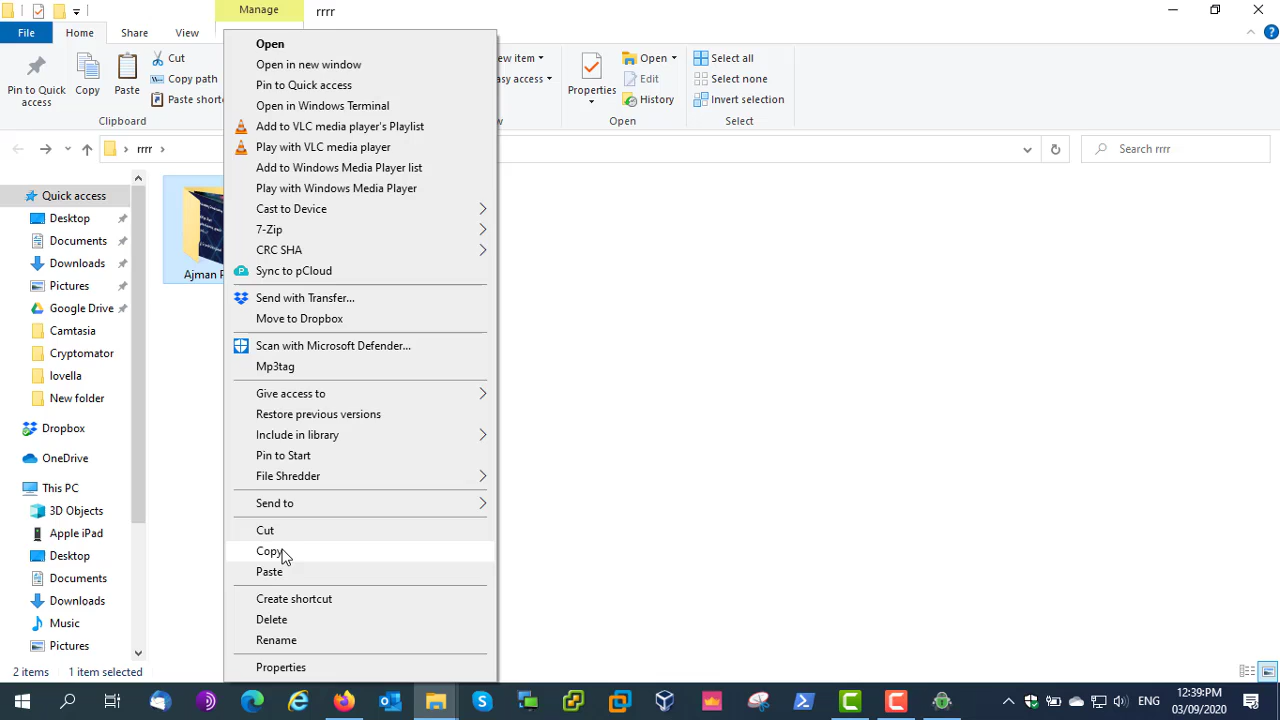 Manage
rrrr
File
Home
Share
View
Pin to Quick access
Copy
Paste
Cut
Copy path
Clipboard
Properties
Open
Edit
History
Open
Select all
Select none
Invert selection
Select
rrrr
Search rrrr
Quick access
Desktop
Documents
Downloads
Pictures
Google Drive
Camtasia
Cryptomator
lovella
New folder
Dropbox
OneDrive
This PC
3D Objects
Apple iPad
Desktop
Documents
Downloads
Music
Pictures
Ajman
Open
Open in new window
Pin to Quick access
Open in Windows Terminal
Add to VLC media player's Playlist
Play with VLC media player
Add to Windows Media Player list
Play with Windows Media Player
Cast to Device
7-Zip
CRC SHA
Sync to pCloud
Send with Transfer...
Move to Dropbox
Scan with Microsoft Defender...
Mp3tag
Give access to
Restore previous versions
Include in library
Pin to Start
File Shredder
Send to
Cut
Copy
Paste
Create shortcut
Delete
Rename
Properties
2 items
1 item selected
ENG
12:39:PM
03/09/2020